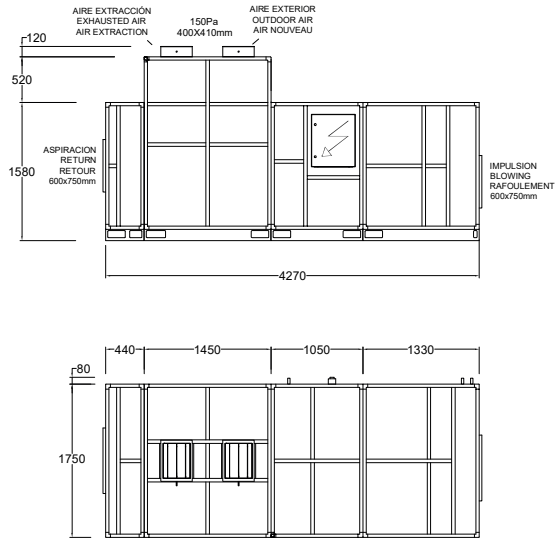 AIRE EXTRACCIÓN
EXHAUSTED AIR
AIR EXTRACTION
150Pa
400X410mm
AIRE EXTERIOR
OUTDOOR AIR
AIR NOUVEAU
120
520
1580
ASPIRACION
RETURN
RETOUR
600x750mm
IMPULSION
BLOWING
RAFOULEMENT
600x750mm
4270
440
1450
1050
1330
80
1750